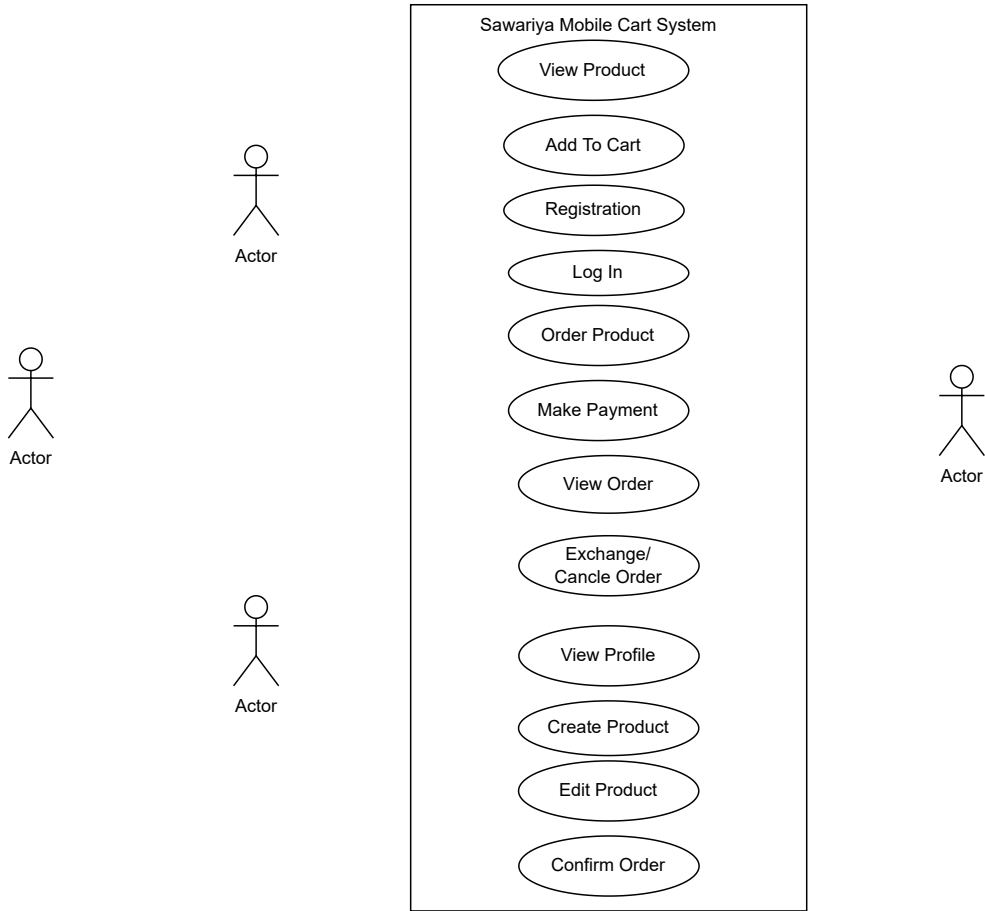 Sawariya Mobile Cart System
View Product
Add To Cart
Registration
Log In
Order Product
Make Payment
View Order
Exchange/
Cancle Order
View Profile
Create Product
Edit Product
Confirm Order
Actor
Actor
Actor
Actor